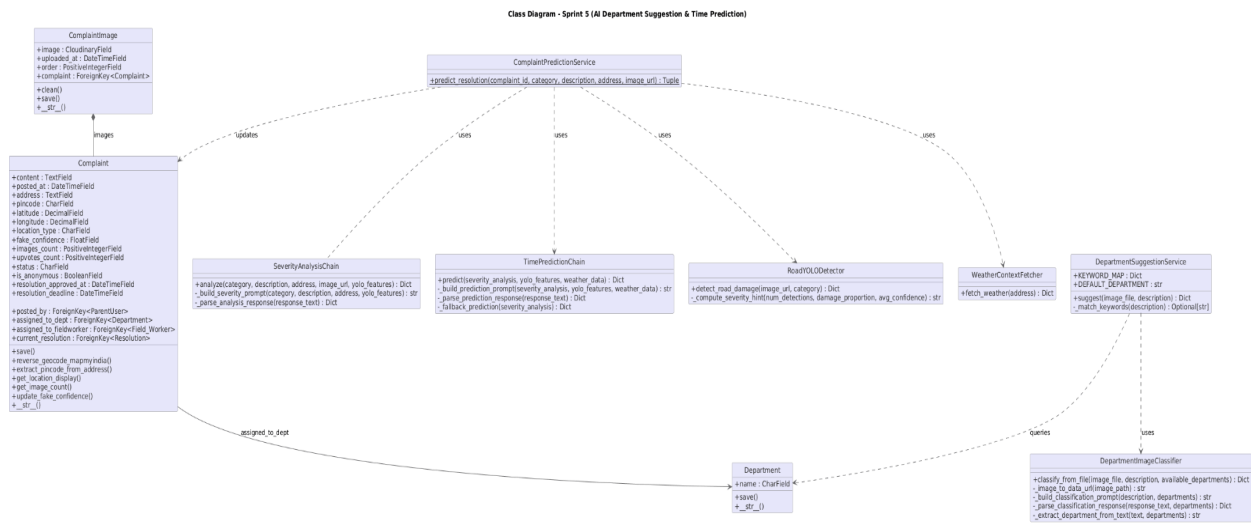 Class Diagram - Sprint 5 (AI Department Suggestion & Time Prediction)
ComplaintImage
+image : CloudinaryField
+uploaded_at : DateTimeField
+order : PositiveIntegerField
+complaint : ForeignKey<Complaint>
+clean()
+save()
+__str__()
images
ComplaintPredictionService
+predict_resolution(complaint_id, category, description, address, image_url) : Tuple
updates
uses
uses
uses
uses
Complaint
+content : TextField
+posted_at : DateTimeField
+address : TextField
+pincode : CharField
+latitude : DecimalField
+longitude : DecimalField
+location_type : CharField
+fake_confidence : FloatField
+images_count : PositiveIntegerField
+upvotes_count : PositiveIntegerField
+status : CharField
+is_anonymous : BooleanField
+resolution_approved_at : DateTimeField
+resolution_deadline : DateTimeField
+posted_by : ForeignKey<ParentUser>
+assigned_to_dept : ForeignKey<Department>
+assigned_to_fieldworker : ForeignKey<Field_Worker>
+current_resolution : ForeignKey<Resolution>
+save()
+reverse_geocode_mapmyindia()
+extract_pincode_from_address()
+get_location_display()
+get_image_count()
+update_fake_confidence()
+__str__()
SeverityAnalysisChain
+analyze(category, description, address, image_url, yolo_features) : Dict
-_build_severity_prompt(category, description, address, yolo_features) : str
-_parse_analysis_response(response_text) : Dict
TimePredictionChain
+predict(severity_analysis, yolo_features, weather_data) : Dict
-_build_prediction_prompt(severity_analysis, yolo_features, weather_data) : str
-_parse_prediction_response(response_text) : Dict
-_fallback_prediction(severity_analysis) : Dict
RoadYOLODetector
+detect_road_damage(image_url, category) : Dict
-_compute_severity_hint(num_detections, damage_proportion, avg_confidence) : str
WeatherContextFetcher
+fetch_weather(address) : Dict
DepartmentSuggestionService
+KEYWORD_MAP : Dict
+DEFAULT_DEPARTMENT : str
+suggest(image_file, description) : Dict
-_match_keywords(description) : Optional[str]
assigned_to_dept
queries
uses
Department
+name : CharField
+save()
+__str__()
DepartmentImageClassifier
+classify_from_file(image_file, description, available_departments) : Dict
-_image_to_data_url(image_path) : str
-_build_classification_prompt(description, departments) : str
-_parse_classification_response(response_text, departments) : Dict
-_extract_department_from_text(text, departments) : str